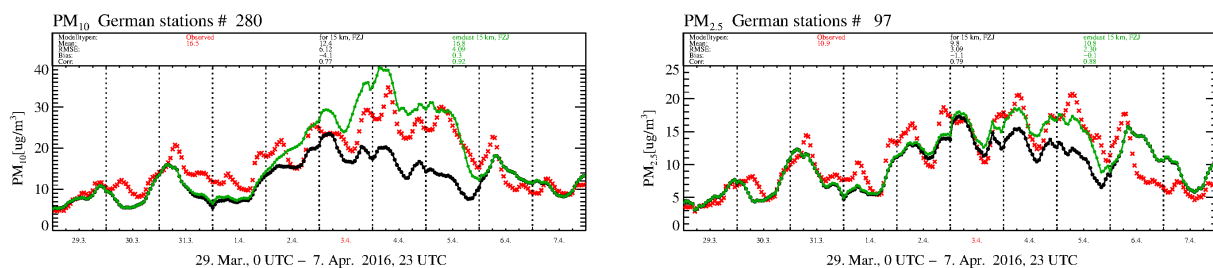 PM10 German stations # 280
Modelltypen: Observed for 15 km, FZJ emdust 15 km, FZJ
Mean: 16.5 12.4 16.8
RMSE: 6.12 4.09
Bias: -4.1 0.3
Corr: 0.77 0.92
PM10[ug/m3]
40
30
20
10
0
29.3. 30.3. 31.3. 1.4. 2.4. 3.4. 4.4. 5.4. 6.4. 7.4.
29. Mar., 0 UTC – 7. Apr. 2016, 23 UTC
PM2.5 German stations # 97
Modelltypen: Observed for 15 km, FZJ emdust 15 km, FZJ
Mean: 10.9 9.8 10.8
RMSE: 3.09 2.30
Bias: -1.1 -0.1
Corr: 0.79 0.88
PM2.5[ug/m3]
25
20
15
10
5
0
29.3. 30.3. 31.3. 1.4. 2.4. 3.4. 4.4. 5.4. 6.4. 7.4.
29. Mar., 0 UTC – 7. Apr. 2016, 23 UTC